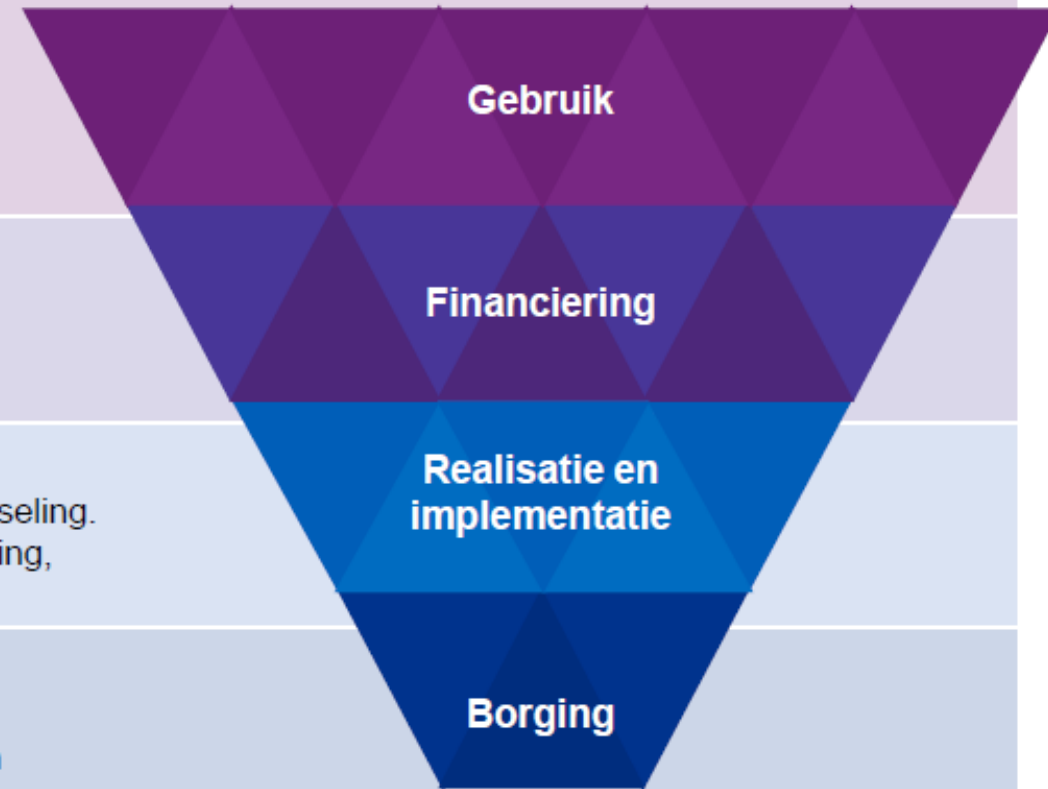 Gebruik
Financiering
Realisatie en
implementatie
seling.
ing,
Borging